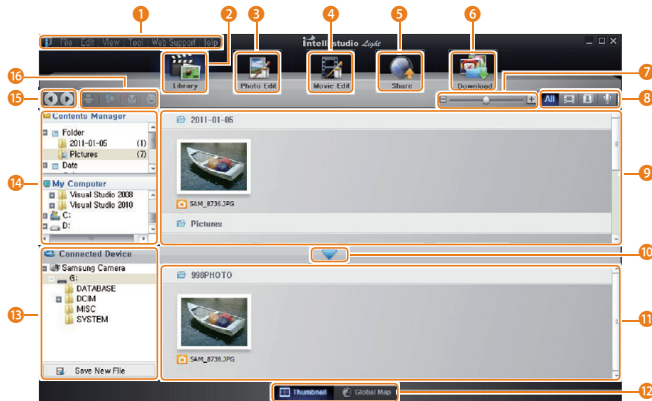 1 2 3 4 5 6
File Edit View Tool Web Support Help
Intelli studio Light
Library Photo Edit Movie Edit Share Download
16 7
15 All 8
Contents Manager
Folder
2011-01-05 (1)
Pictures (7)
Date
2011-01-05
SAM_8736.JPG
Pictures
14 9
My Computer
Visual Studio 2008
Visual Studio 2010
C:
D:
10
Connected Device
Samsung Camera
G:
DATABASE
DCIM
MISC
SYSTEM
998PHOTO
SAM_8736.JPG
13 11
Save New File
Thumbnail Global Map 12